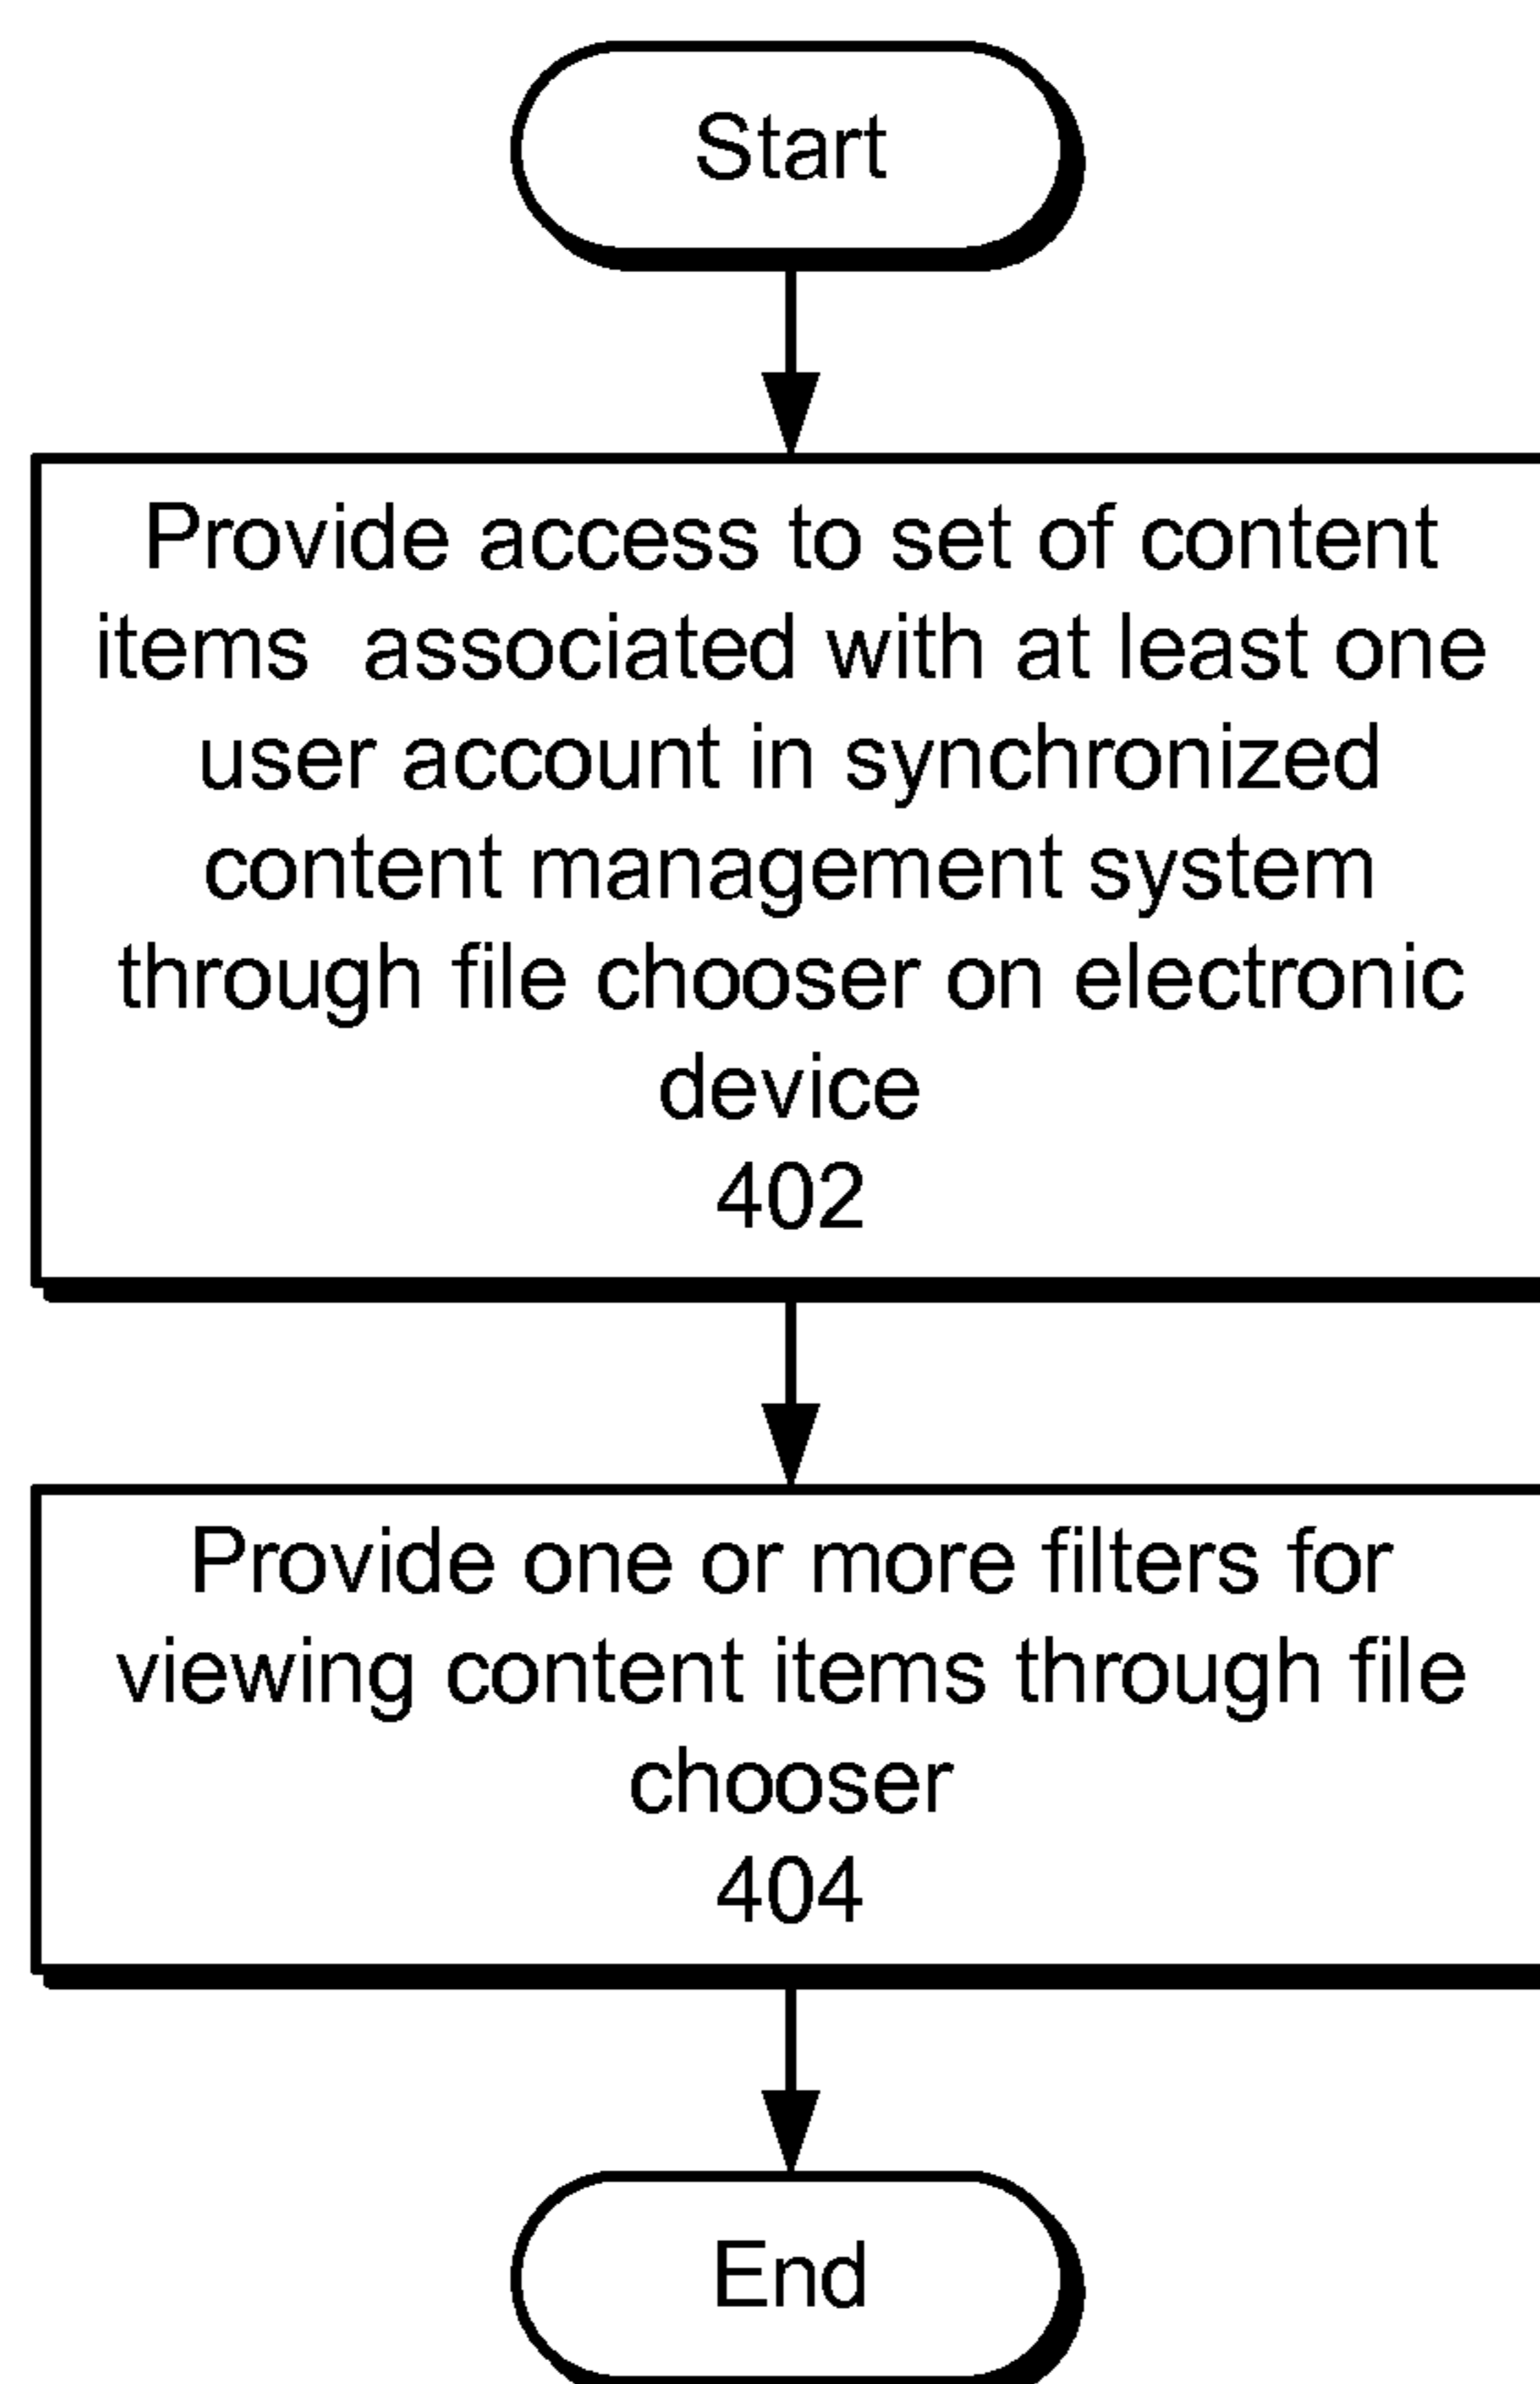 Start
Provide access to set of content
items associated with at least one
user account in synchronized
content management system
through file chooser on electronic
device
402
Provide one or more filters for
viewing content items through file
chooser
404
End